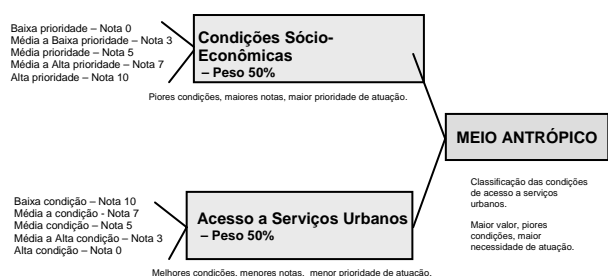 Baixa prioridade – Nota 0
Média a Baixa prioridade – Nota 3
Média prioridade – Nota 5
Média a Alta prioridade – Nota 7
Alta prioridade – Nota 10
Condições Sócio-
Econômicas
– Peso 50%
Piores condições, maiores notas, maior prioridade de atuação.
MEIO ANTRÓPICO
Classificação das condições
de acesso a serviços
urbanos.
Maior valor, piores
condições, maior
necessidade de atuação.
Baixa condição – Nota 10
Média a condição - Nota 7
Média condição – Nota 5
Média a Alta condição – Nota 3
Alta condição – Nota 0
Acesso a Serviços Urbanos
– Peso 50%
Melhores condições, menores notas, menor prioridade de atuação.